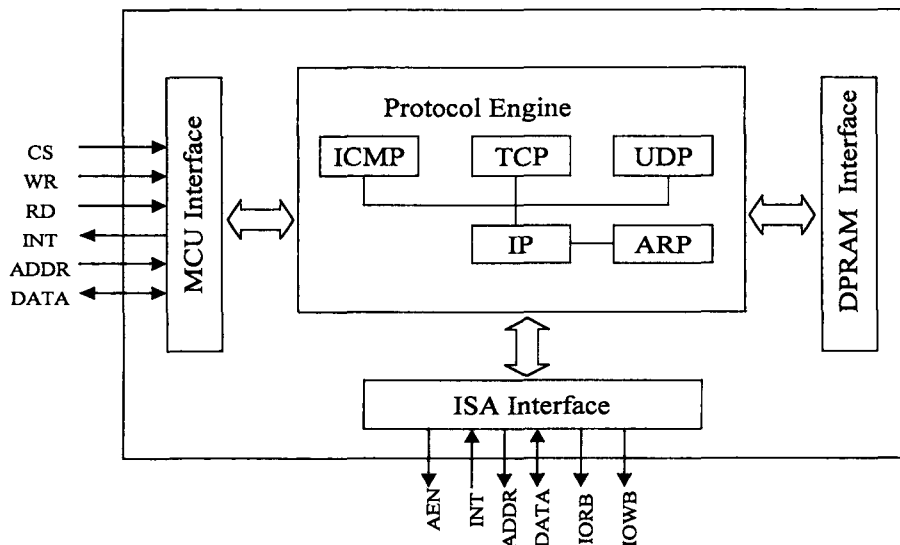 Protocol Engine
ICMP
TCP
UDP
IP
ARP
CS
WR
RD
INT
ADDR
DATA
MCU Interface
DPRAM Interface
ISA Interface
AEN
INT
ADDR
DATA
IORB
IOWB